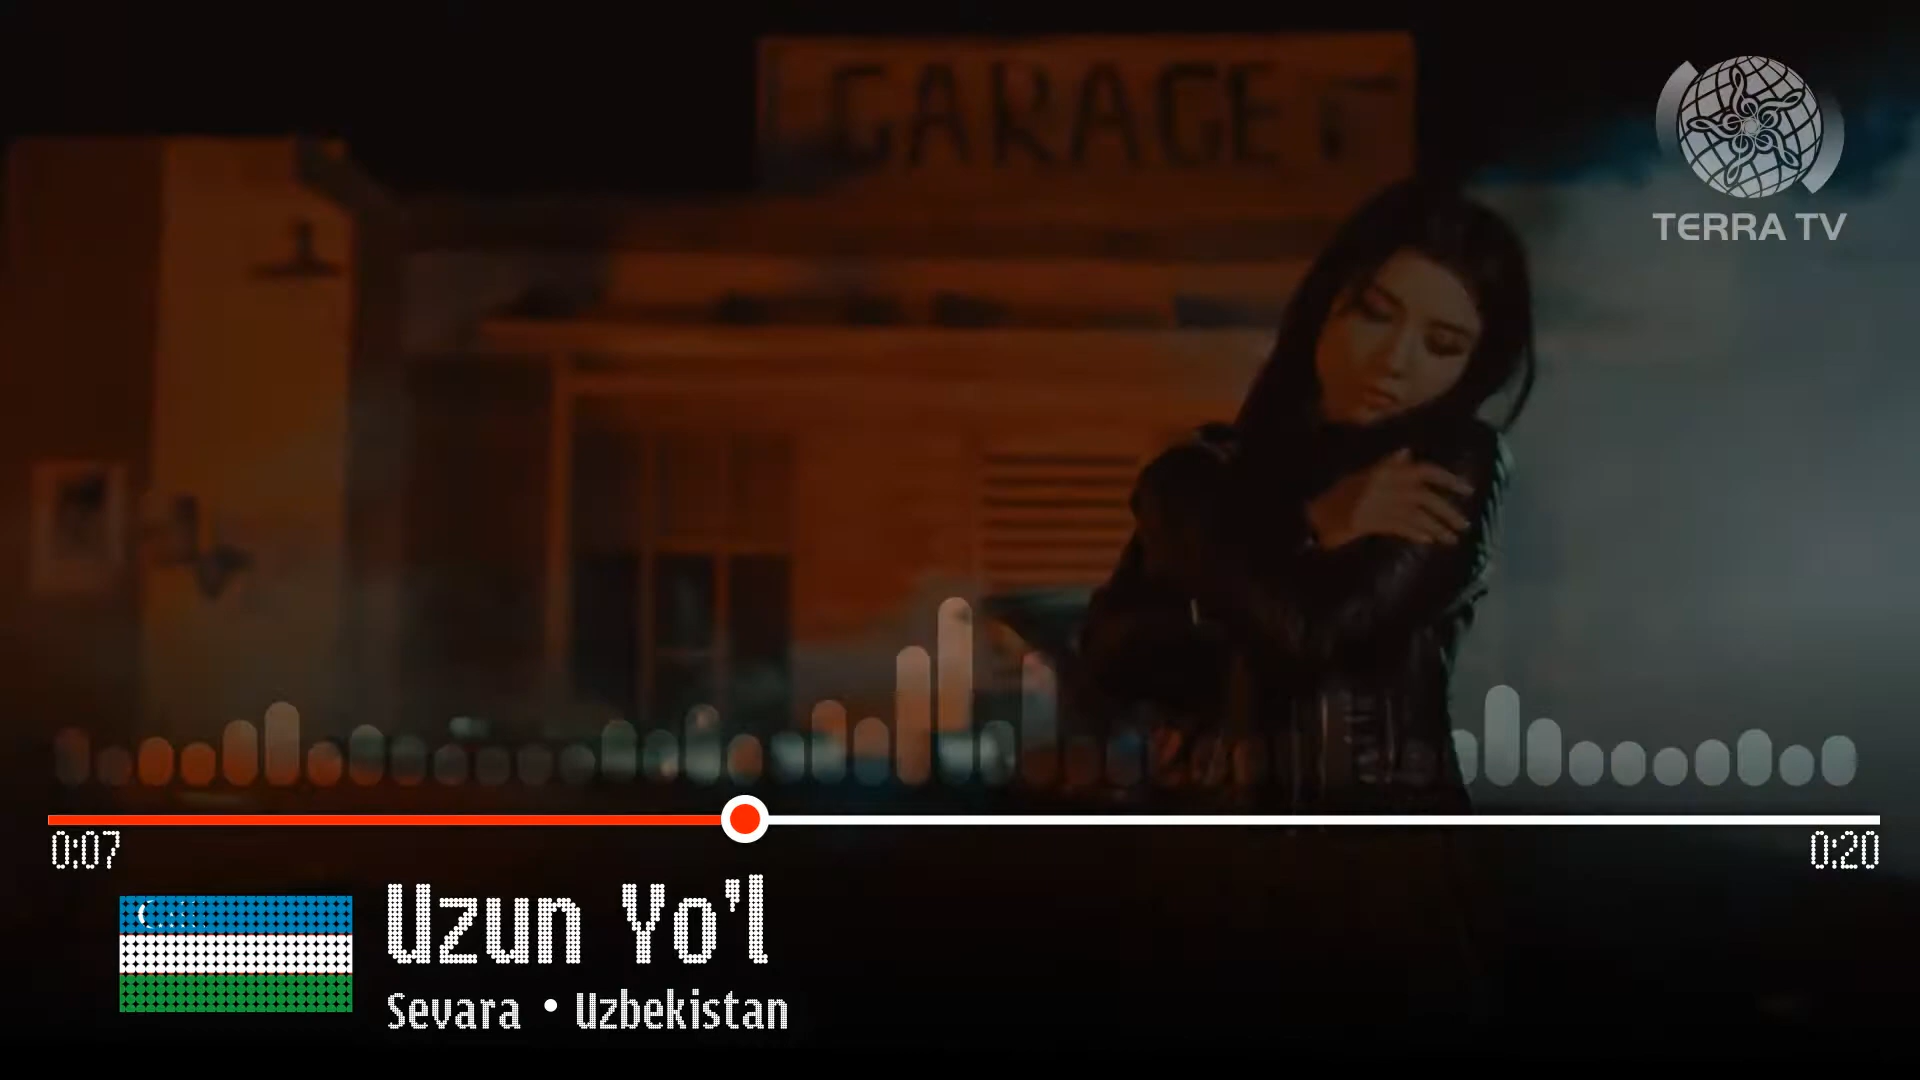 GARAGE
TERRA TV
0:07
0:20
Uzun Yo'l
Sevara • Uzbekistan